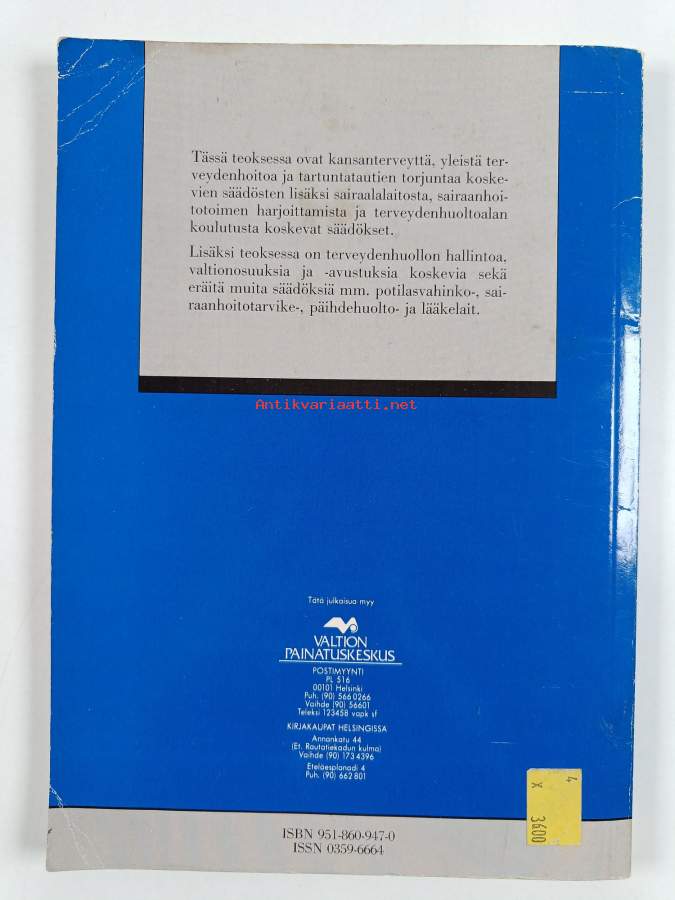 Tässä teoksessa ovat kansanterveyttä, yleistä ter-
veydenhoitoa ja tartuntatautien torjuntaa koske-
vien säädösten lisäksi sairaalalaitosta, sairaanhoi-
totoimen harjoittamista ja terveydenhuoltoalan
koulutusta koskevat säädökset.
Lisäksi teoksessa on terveydenhuollon hallintoa,
valtionosuuksia ja -avustuksia koskevia sekä
eräitä muita säädöksiä mm. potilasvahinko-, sai-
raanhoitotarvike-, päihdehuolto- ja lääkelait.
Antikvariaatti.net
Tätä julkaisua myy
VALTION
PAINATUSKESKUS
POSTIMYYNTI
PL 516
00101 Helsinki
Puh. (90) 566 0266
Vaihde (90) 56601
Teleksi 123458 vapk sf
KIRJAKAUPAT HELSINGISSÄ
Annankatu 44
(Et. Rautatiekadun kulma)
Vaihde (90) 173 4396
Eteläesplanadi 4
Puh. (90) 662 801
4
X 3600
ISBN 951-860-947-0
ISSN 0359-6664